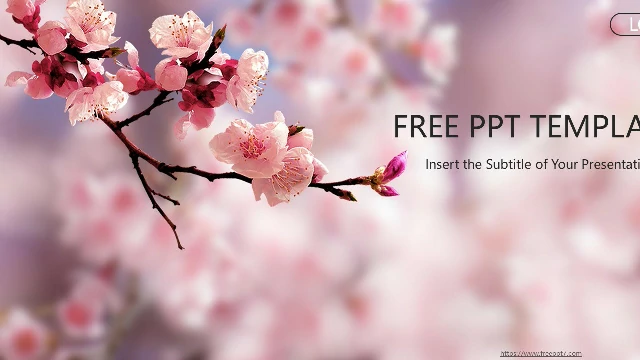 FREE PPT TEMPLA
Insert the Subtitle of Your Presentati